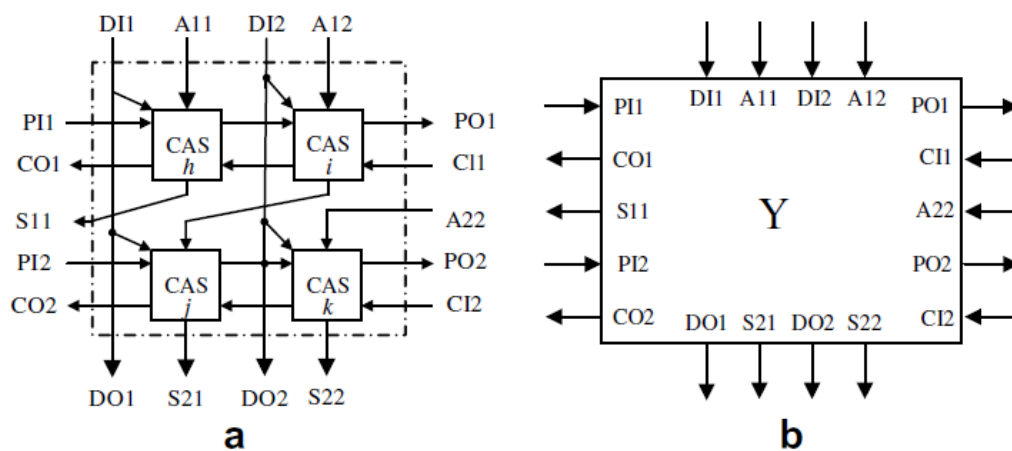 DI1 A11 DI2 A12
PI1 CAS h CAS i PO1
CO1 CI1
S11 A22
PI2 CAS j CAS k PO2
CO2 CI2
DO1 S21 DO2 S22
a
DI1 A11 DI2 A12
PI1 PO1
CO1 CI1
S11 Y A22
PI2 PO2
CO2 CI2
DO1 S21 DO2 S22
b